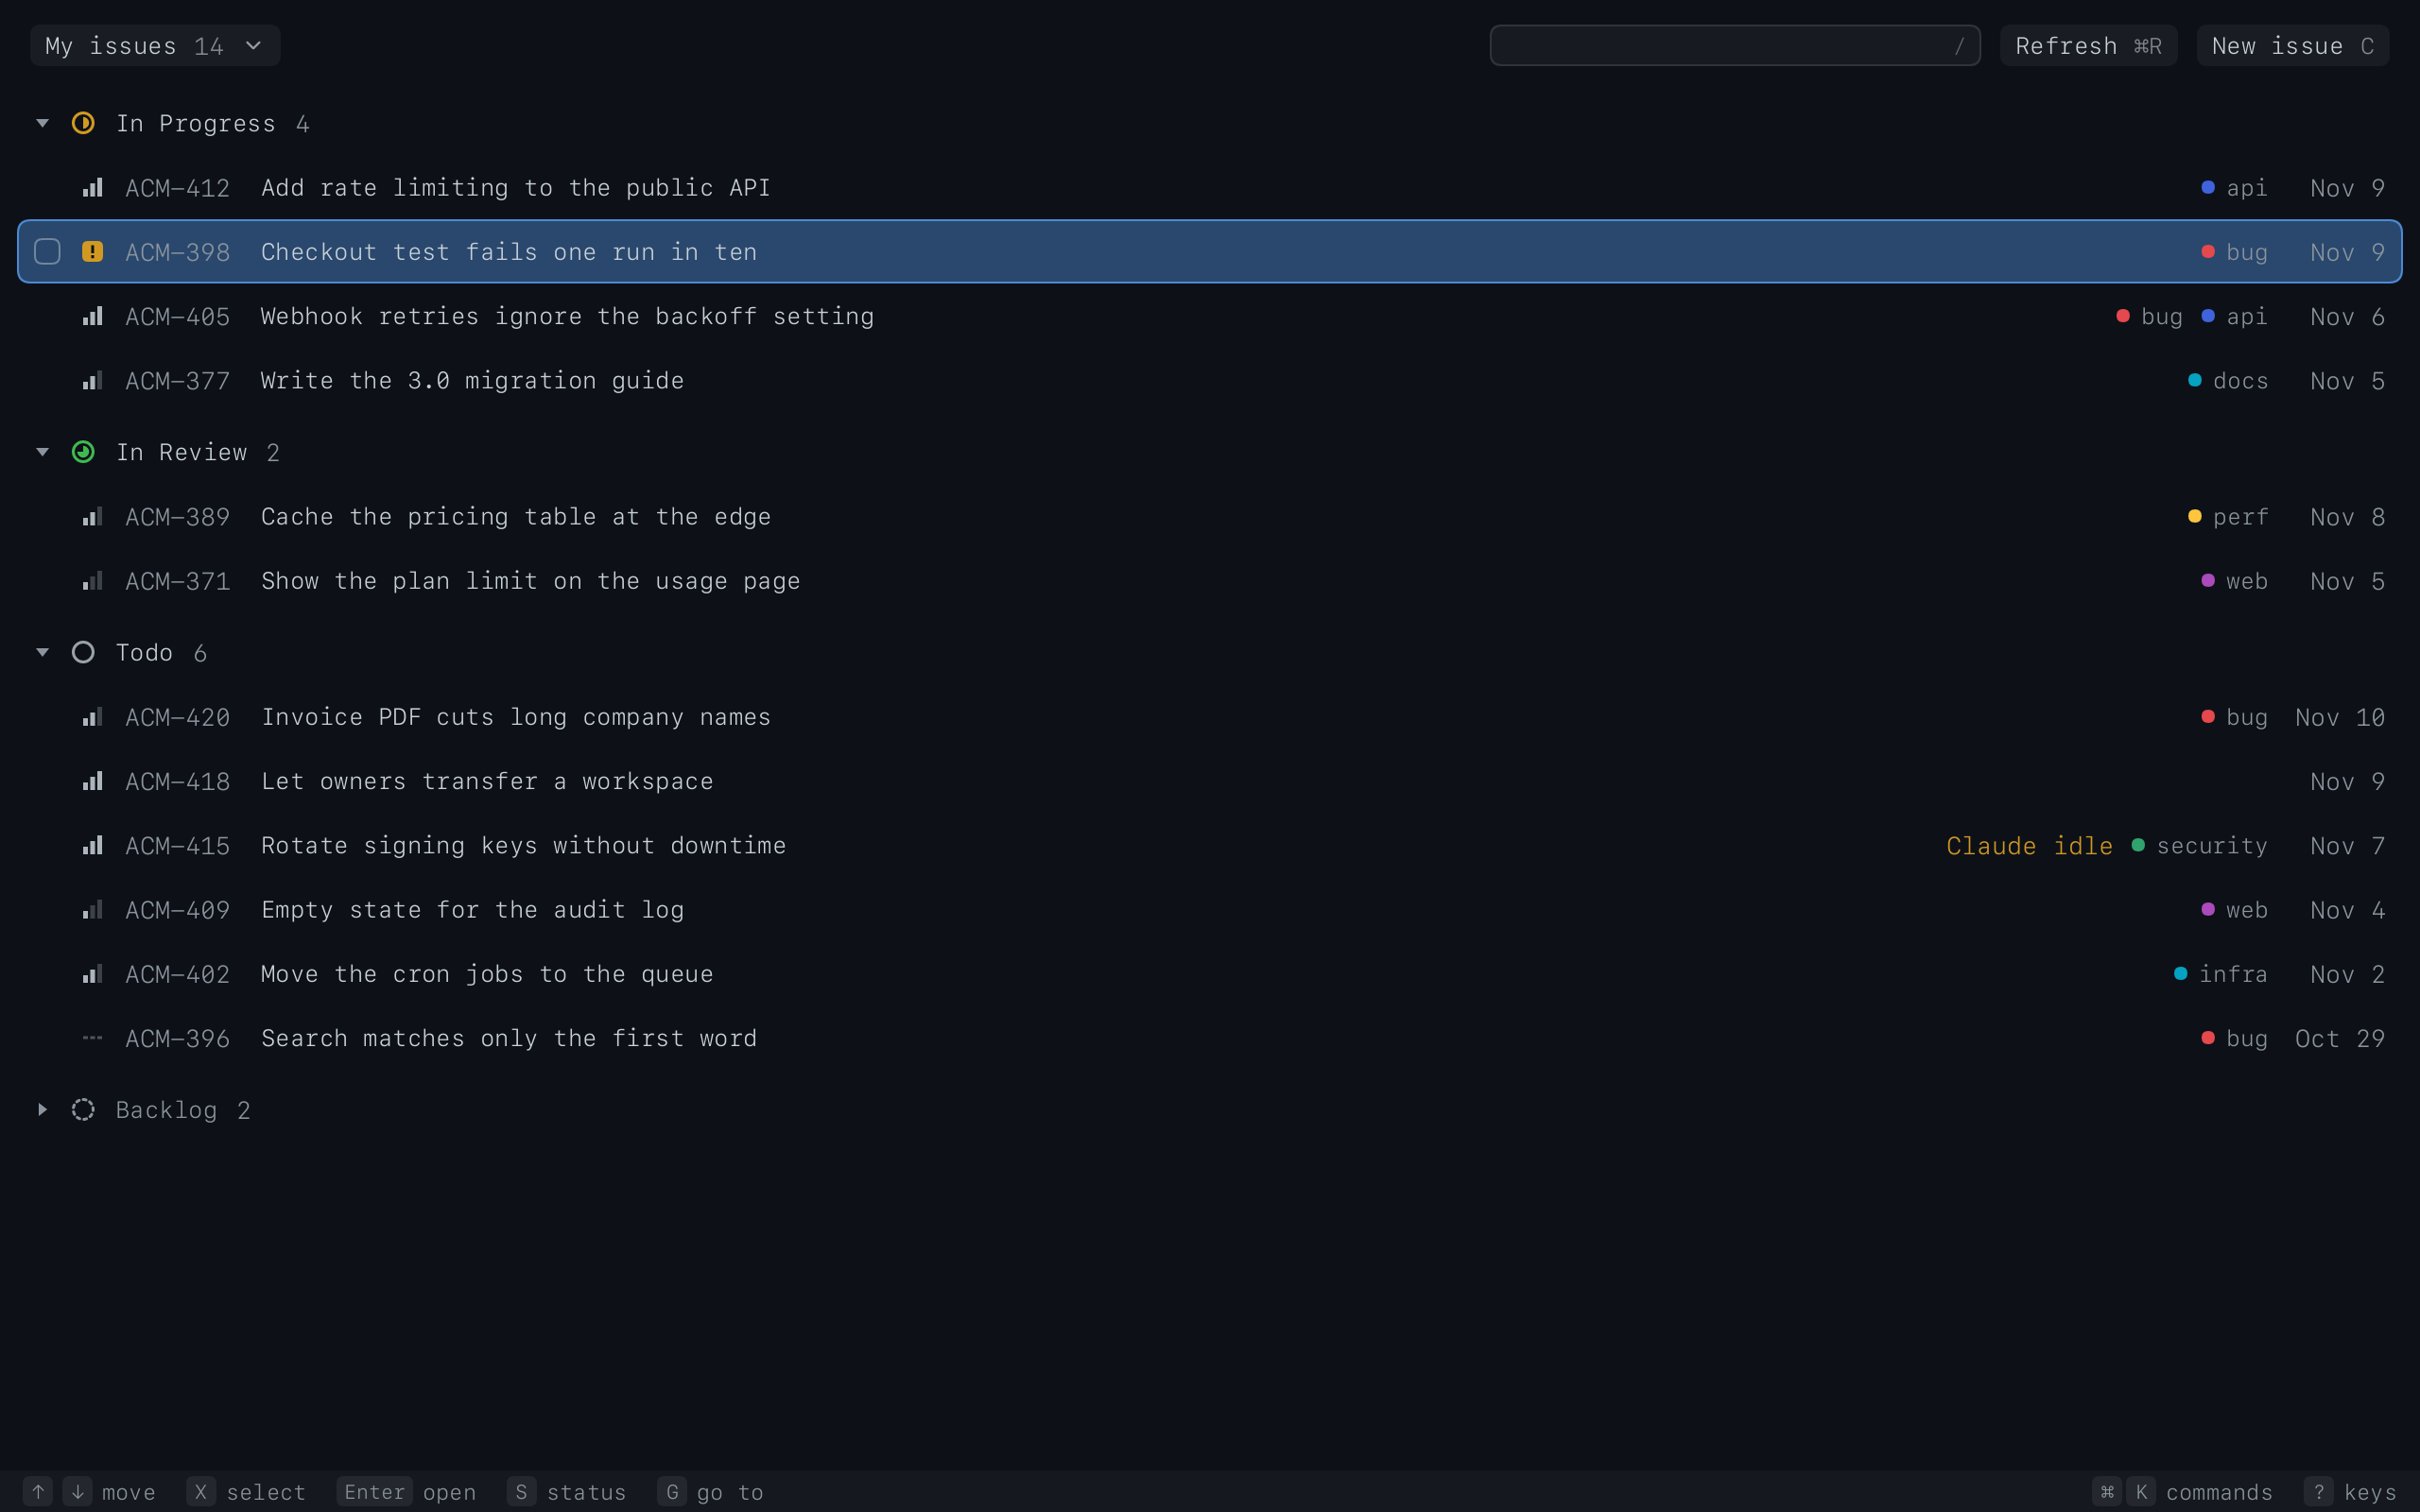 My issues 14 / Refresh ⌘R New issue C
In Progress 4
ACM-412 Add rate limiting to the public API api Nov 9
ACM-398 Checkout test fails one run in ten bug Nov 9
ACM-405 Webhook retries ignore the backoff setting bug api Nov 6
ACM-377 Write the 3.0 migration guide docs Nov 5
In Review 2
ACM-389 Cache the pricing table at the edge perf Nov 8
ACM-371 Show the plan limit on the usage page web Nov 5
Todo 6
ACM-420 Invoice PDF cuts long company names bug Nov 10
ACM-418 Let owners transfer a workspace Nov 9
ACM-415 Rotate signing keys without downtime Claude idle security Nov 7
ACM-409 Empty state for the audit log web Nov 4
ACM-402 Move the cron jobs to the queue infra Nov 2
ACM-396 Search matches only the first word bug Oct 29
Backlog 2
↑ ↓ move X select Enter open S status G go to ⌘ K commands ? keys